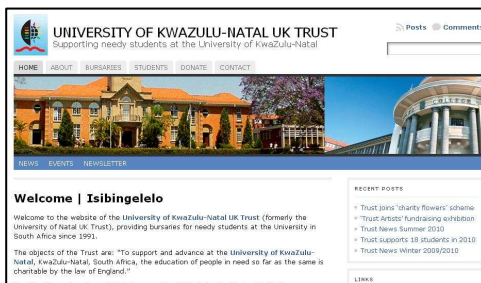 UNIVERSITY OF KWAZULU-NATAL UK TRUST
Supporting needy students at the University of KwaZulu-Natal
Posts Comments
HOME ABOUT BURSARIES STUDENTS DONATE CONTACT
COLLEGE
NEWS EVENTS NEWSLETTER
Welcome | Isibingelelo
Welcome to the website of the University of KwaZulu-Natal UK Trust (formerly the
University of Natal UK Trust), providing bursaries for needy students at the University in
South Africa since 1991.
The objects of the Trust are: “To support and advance at the University of KwaZulu-
Natal, KwaZulu-Natal, South Africa, the education of people in need so far as the same is
charitable by the law of England.”
RECENT POSTS
Trust joins ‘charity flowers’ scheme
‘Trust Artists’ fundraising exhibition
Trust News Summer 2010
Trust supports 18 students in 2010
Trust News Winter 2009/2010
LINKS